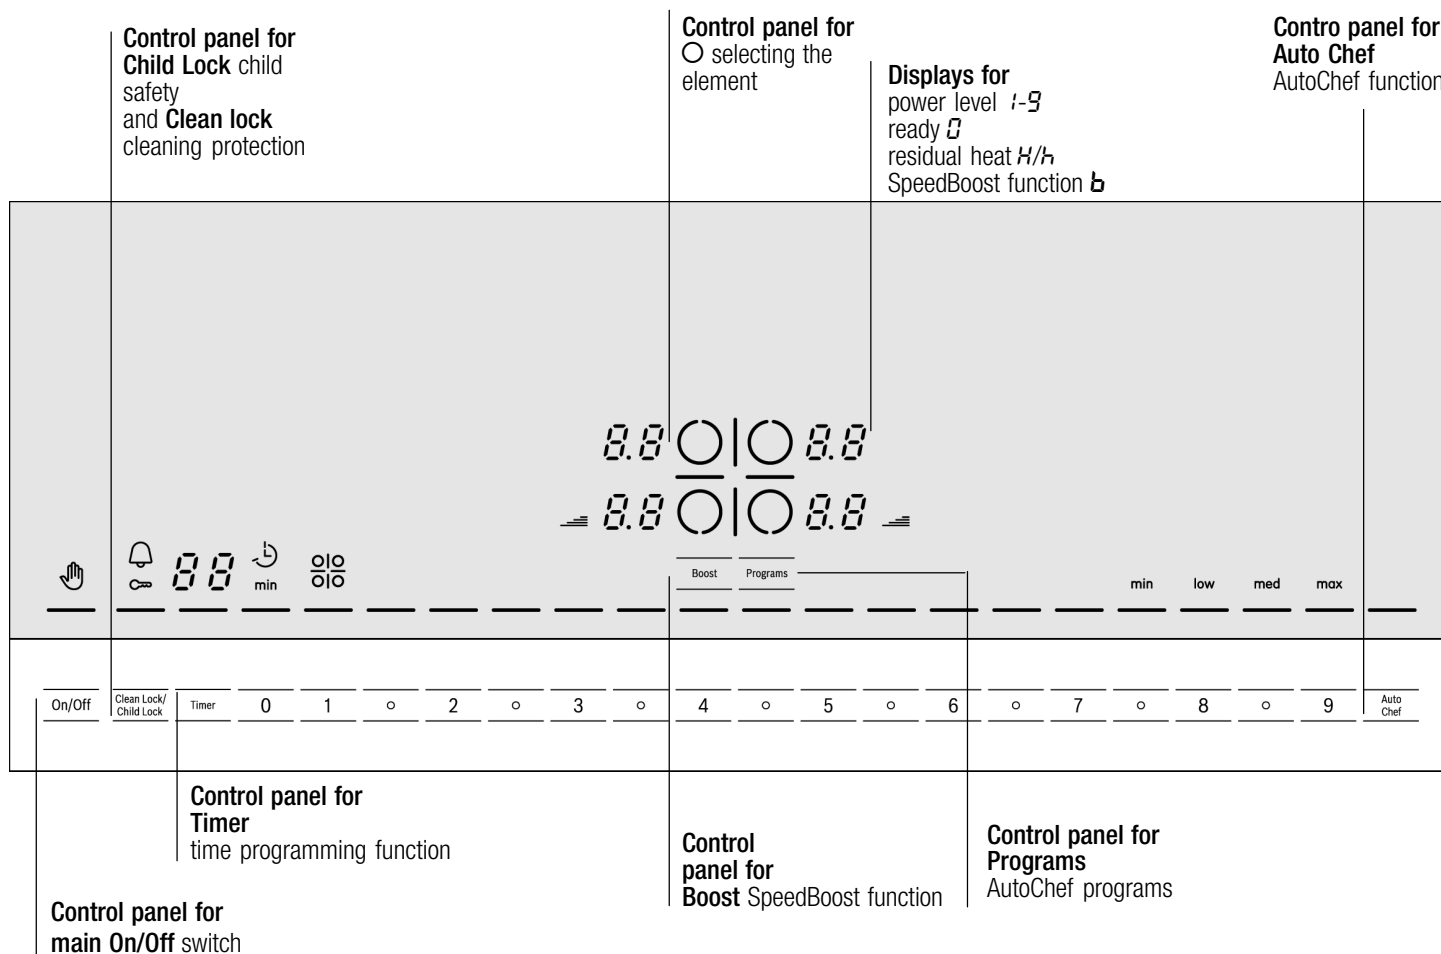 Control panel for
Child Lock child
safety
and Clean lock
cleaning protection
Control panel for
○ selecting the
element
Displays for
power level 1-9
ready 0
residual heat H/h
SpeedBoost function b
Contro panel for
Auto Chef
AutoChef function
8.8 8.8
8.8 8.8
88 min
Boost Programs
min low med max
On/Off Clean Lock/
Child Lock Timer 0 1 ○ 2 ○ 3 ○ 4 ○ 5 ○ 6 ○ 7 ○ 8 ○ 9 Auto
Chef
Control panel for
Timer
time programming function
Control
panel for
Boost SpeedBoost function
Control panel for
Programs
AutoChef programs
Control panel for
main On/Off switch